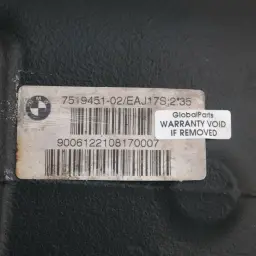 7519451-02/EAJ17S;2*35
GlobalParts
WARRANTY VOID
IF REMOVED
9006122108170007